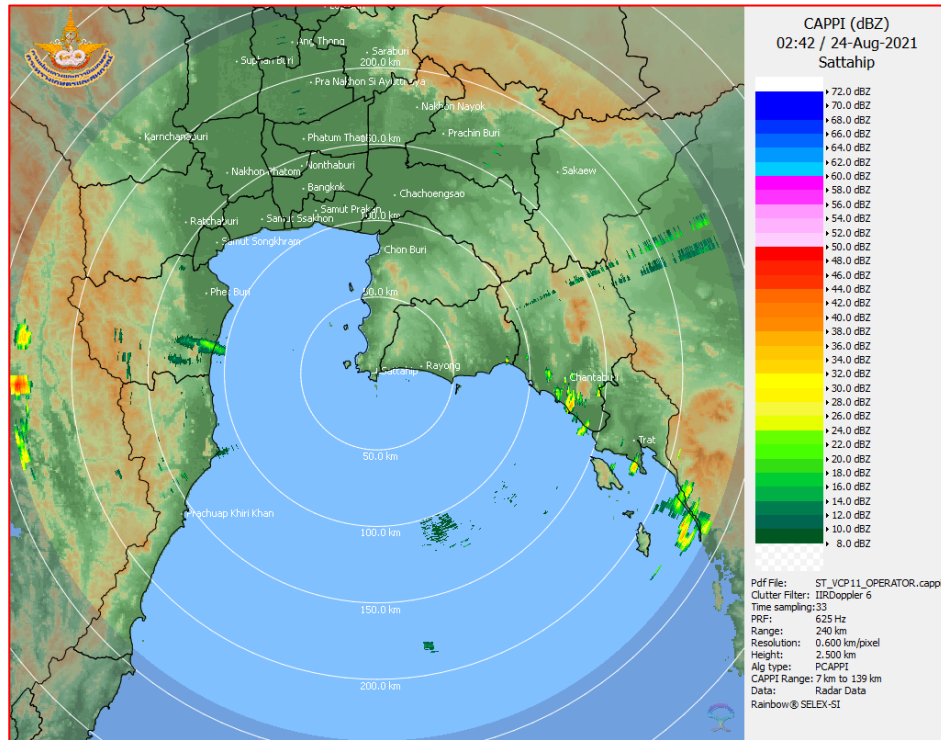 CAPPI (dBZ)
02:42 / 24-Aug-2021
Sattahip
72.0 dBZ
70.0 dBZ
68.0 dBZ
66.0 dBZ
64.0 dBZ
62.0 dBZ
60.0 dBZ
58.0 dBZ
56.0 dBZ
54.0 dBZ
52.0 dBZ
50.0 dBZ
48.0 dBZ
46.0 dBZ
44.0 dBZ
42.0 dBZ
40.0 dBZ
38.0 dBZ
36.0 dBZ
34.0 dBZ
32.0 dBZ
30.0 dBZ
28.0 dBZ
26.0 dBZ
24.0 dBZ
22.0 dBZ
20.0 dBZ
18.0 dBZ
16.0 dBZ
14.0 dBZ
12.0 dBZ
10.0 dBZ
8.0 dBZ
Pdf File: ST_VCP11_OPERATOR.cappi
Clutter Filter: IIRDoppler 6
Time sampling:33
PRF: 625 Hz
Range: 240 km
Resolution: 0.600 km/pixel
Height: 2.500 km
Alg type: PCAPPI
CAPPI Range: 7 km to 139 km
Data: Radar Data
Rainbow® SELEX-SI
Ang Thong
Saraburi
Suphan Buri
200.0 km
Pra Nakhon Si Ayutthaya
Nakhon Nayok
Karnchanaburi
Phatum Thani
150.0 km
Prachin Buri
Nonthaburi
Nakhon Phatom
Sakaew
Bangkok
Chachoengsao
Samut Prakan
Ratchaburi
Samut Ssakhon
100.0 km
Samut Songkhram
Chon Buri
Phet Buri
50.0 km
Sattahip
Rayong
Chantaburi
Trat
50.0 km
Prachuap Khiri Khan
100.0 km
150.0 km
200.0 km